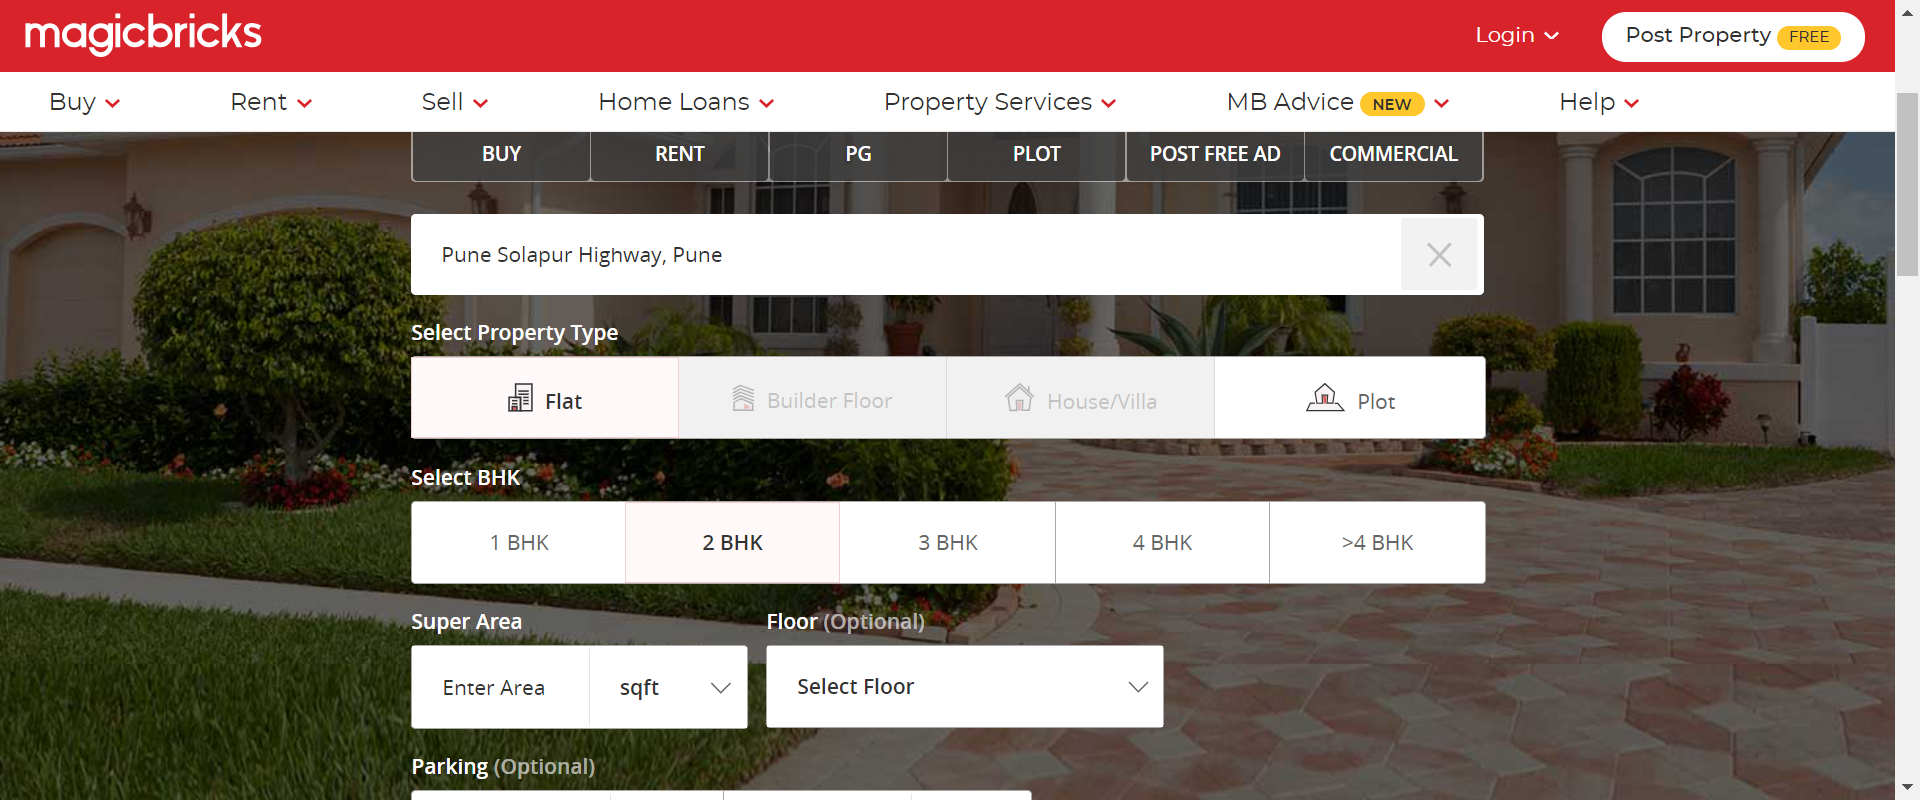 magicbricks
Login
Post Property FREE
Buy
Rent
Sell
Home Loans
Property Services
MB Advice NEW
Help
BUY
RENT
PG
PLOT
POST FREE AD
COMMERCIAL
Pune Solapur Highway, Pune
Select Property Type
Flat
Builder Floor
House/Villa
Plot
Select BHK
1 BHK
2 BHK
3 BHK
4 BHK
>4 BHK
Super Area
Floor (Optional)
Enter Area
sqft
Select Floor
Parking (Optional)